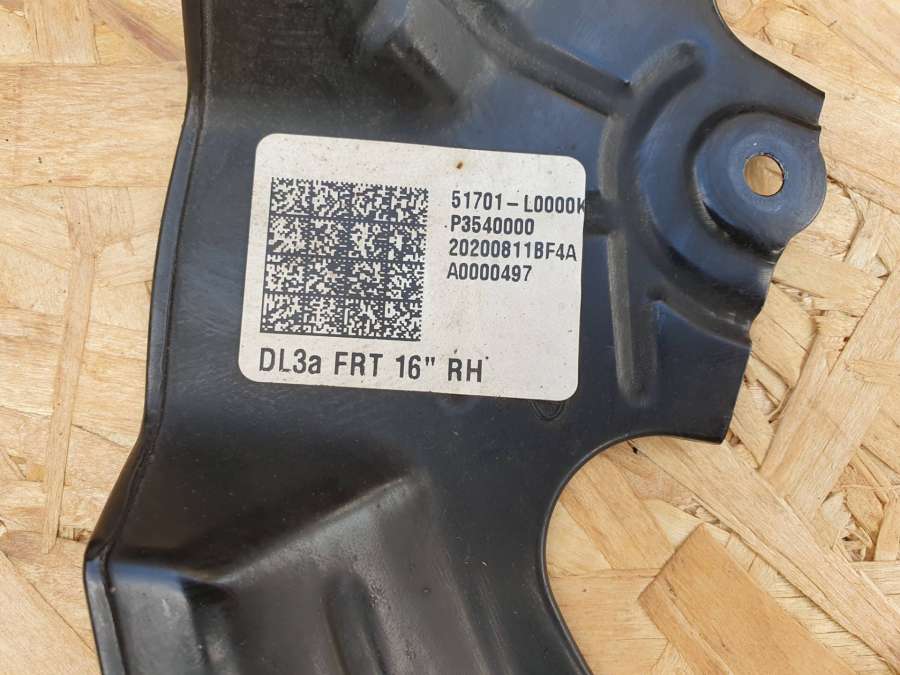 51701-L0000K
P3540000
20200811BF4A
A0000497
DL3a FRT 16" RH